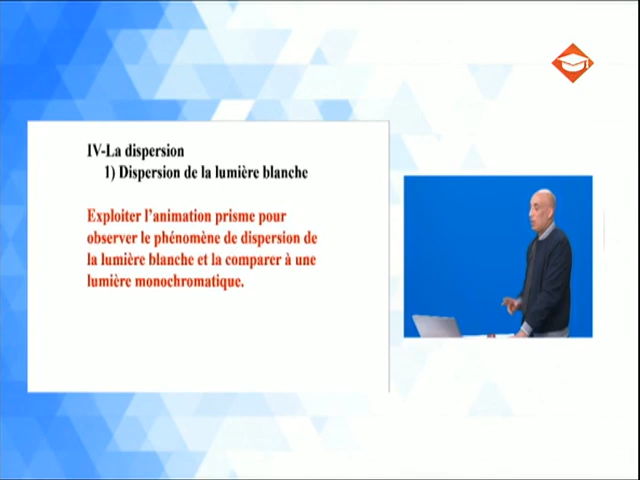 IV-La dispersion
1) Dispersion de la lumière blanche
Exploiter l'animation prisme pour
observer le phénomène de dispersion de
la lumière blanche et la comparer à une
lumière monochromatique.